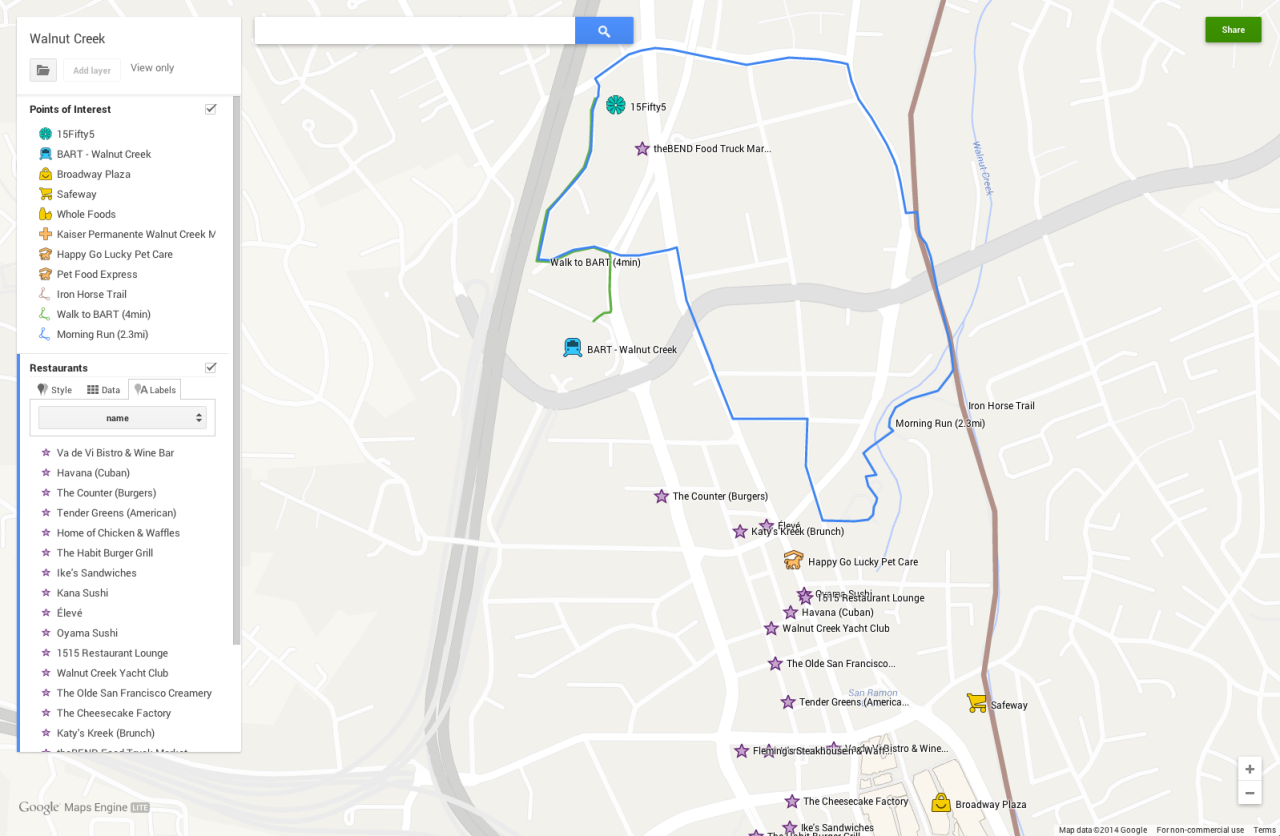 Walnut Creek
Add layer
View only
Points of Interest
15Fifty5
BART - Walnut Creek
Broadway Plaza
Safeway
Whole Foods
Kaiser Permanente Walnut Creek M
Happy Go Lucky Pet Care
Pet Food Express
Iron Horse Trail
Walk to BART (4min)
Morning Run (2.3mi)
Restaurants
Style
Data
Labels
name
Va de Vi Bistro & Wine Bar
Havana (Cuban)
The Counter (Burgers)
Tender Greens (American)
Home of Chicken & Waffles
The Habit Burger Grill
Ike's Sandwiches
Kana Sushi
Élevé
Oyama Sushi
1515 Restaurant Lounge
Walnut Creek Yacht Club
The Olde San Francisco Creamery
The Cheesecake Factory
Katy's Kreek (Brunch)
theBEND Food Truck Market
Google Maps Engine LITE
Share
15Fifty5
theBEND Food Truck Mar...
Walnut Creek
Walk to BART (4min)
BART - Walnut Creek
Iron Horse Trail
Morning Run (2.3mi)
The Counter (Burgers)
Élevé
Katy's Kreek (Brunch)
Happy Go Lucky Pet Care
Oyama Sushi
1515 Restaurant Lounge
Havana (Cuban)
Walnut Creek Yacht Club
The Olde San Francisco...
San Ramon
Tender Greens (America...
Safeway
Va de Vi Bistro & Wine...
Fleming's Steakhouse
The Cheesecake Factory
Broadway Plaza
Ike's Sandwiches
The Habit Burger Grill
Map data ©2014 Google
For non-commercial use
Terms